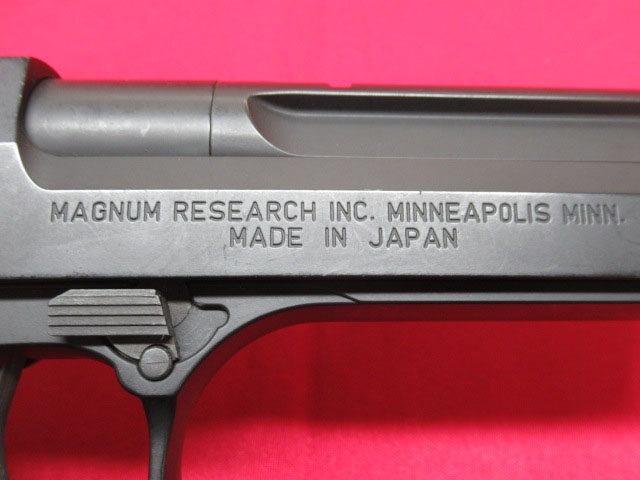 MAGNUM RESEARCH INC. MINNEAPOLIS MINN.
MADE IN JAPAN